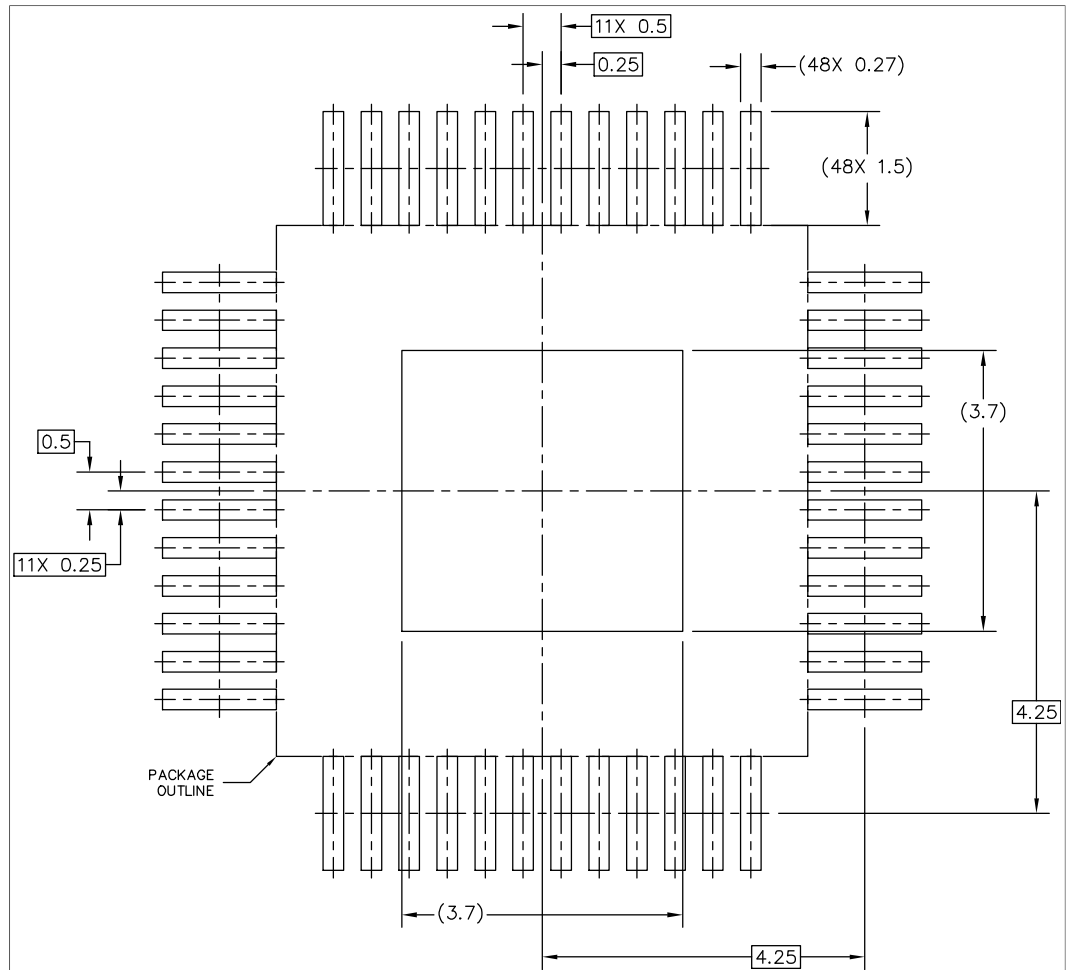 11X 0.5
0.25
(48X 0.27)
(48X 1.5)
(3.7)
0.5
11X 0.25
4.25
PACKAGE
OUTLINE
(3.7)
4.25